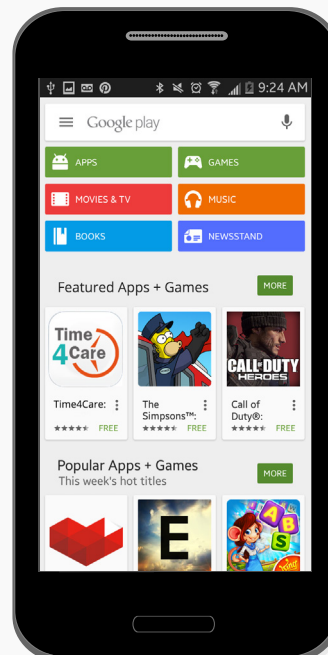 9:24 AM
Google play
APPS
GAMES
MOVIES & TV
MUSIC
BOOKS
NEWSSTAND
Featured Apps + Games
MORE
Time
4Care
CALL OF DUTY
HEROES
Time4Care:
The
Simpsons™:
Call of
Duty®:
FREE
FREE
FREE
Popular Apps + Games
This week's hot titles
MORE
E
A
B
S